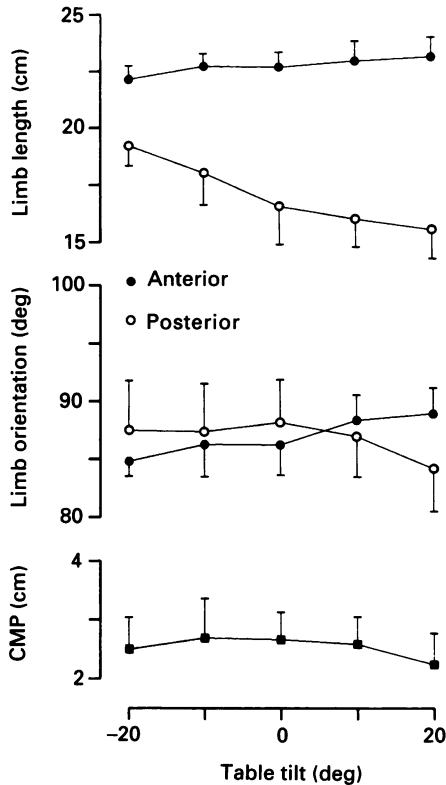 25
Limb length (cm)
20
15
100
● Anterior
○ Posterior
Limb orientation (deg)
90
80
4
CMP (cm)
2
−20
0
20
Table tilt (deg)